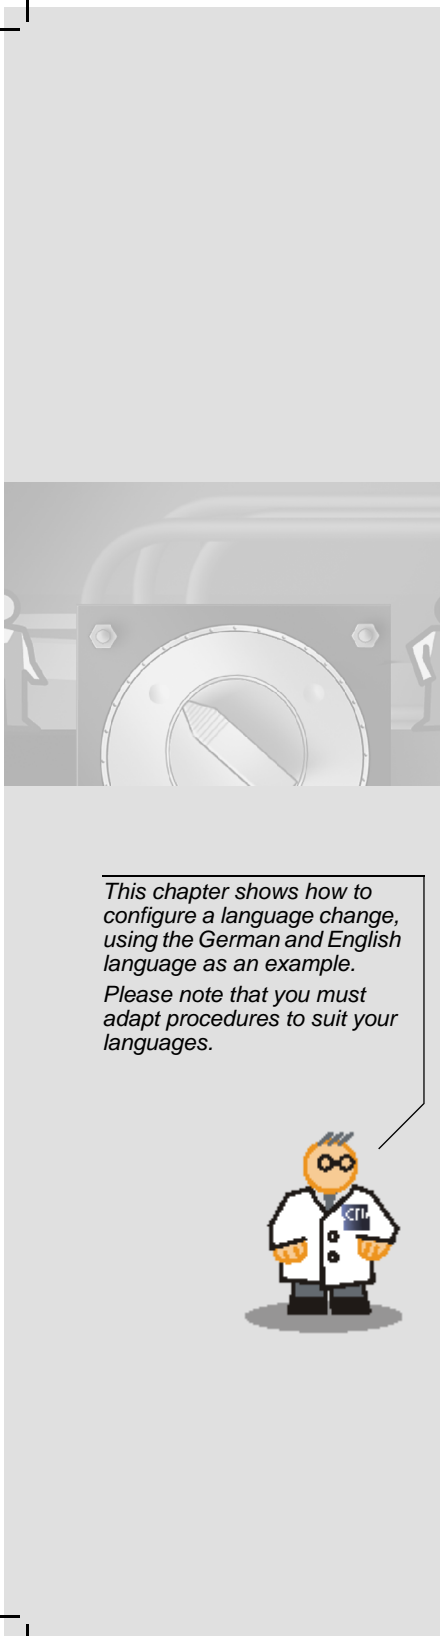 This chapter shows how to
configure a language change,
using the German and English
language as an example.
Please note that you must
adapt procedures to suit your
languages.